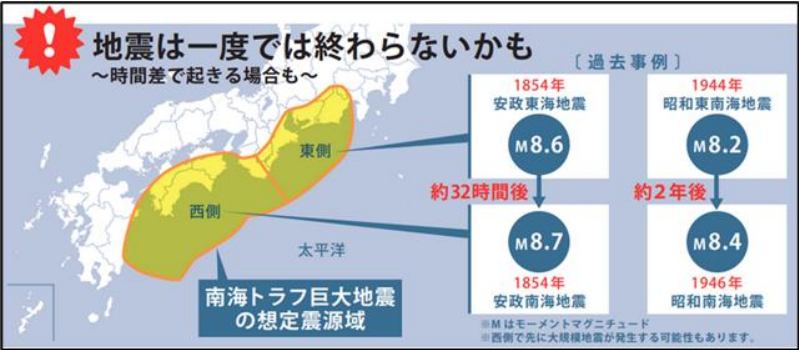 !
地震は一度では終わらないかも
〜時間差で起きる場合も〜
〔過去事例〕
1854年
安政東海地震
M8.6
約32時間後
M8.7
1854年
安政南海地震
1944年
昭和東南海地震
M8.2
約2年後
M8.4
1946年
昭和南海地震
東側
西側
太平洋
南海トラフ巨大地震
の想定震源域
※Mはモーメントマグニチュード
※西側で先に大規模地震が発生する可能性もあります。